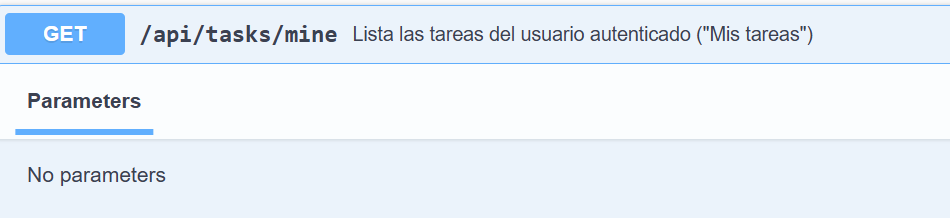 GET /api/tasks/mine Lista las tareas del usuario autenticado ("Mis tareas")
Parameters
No parameters